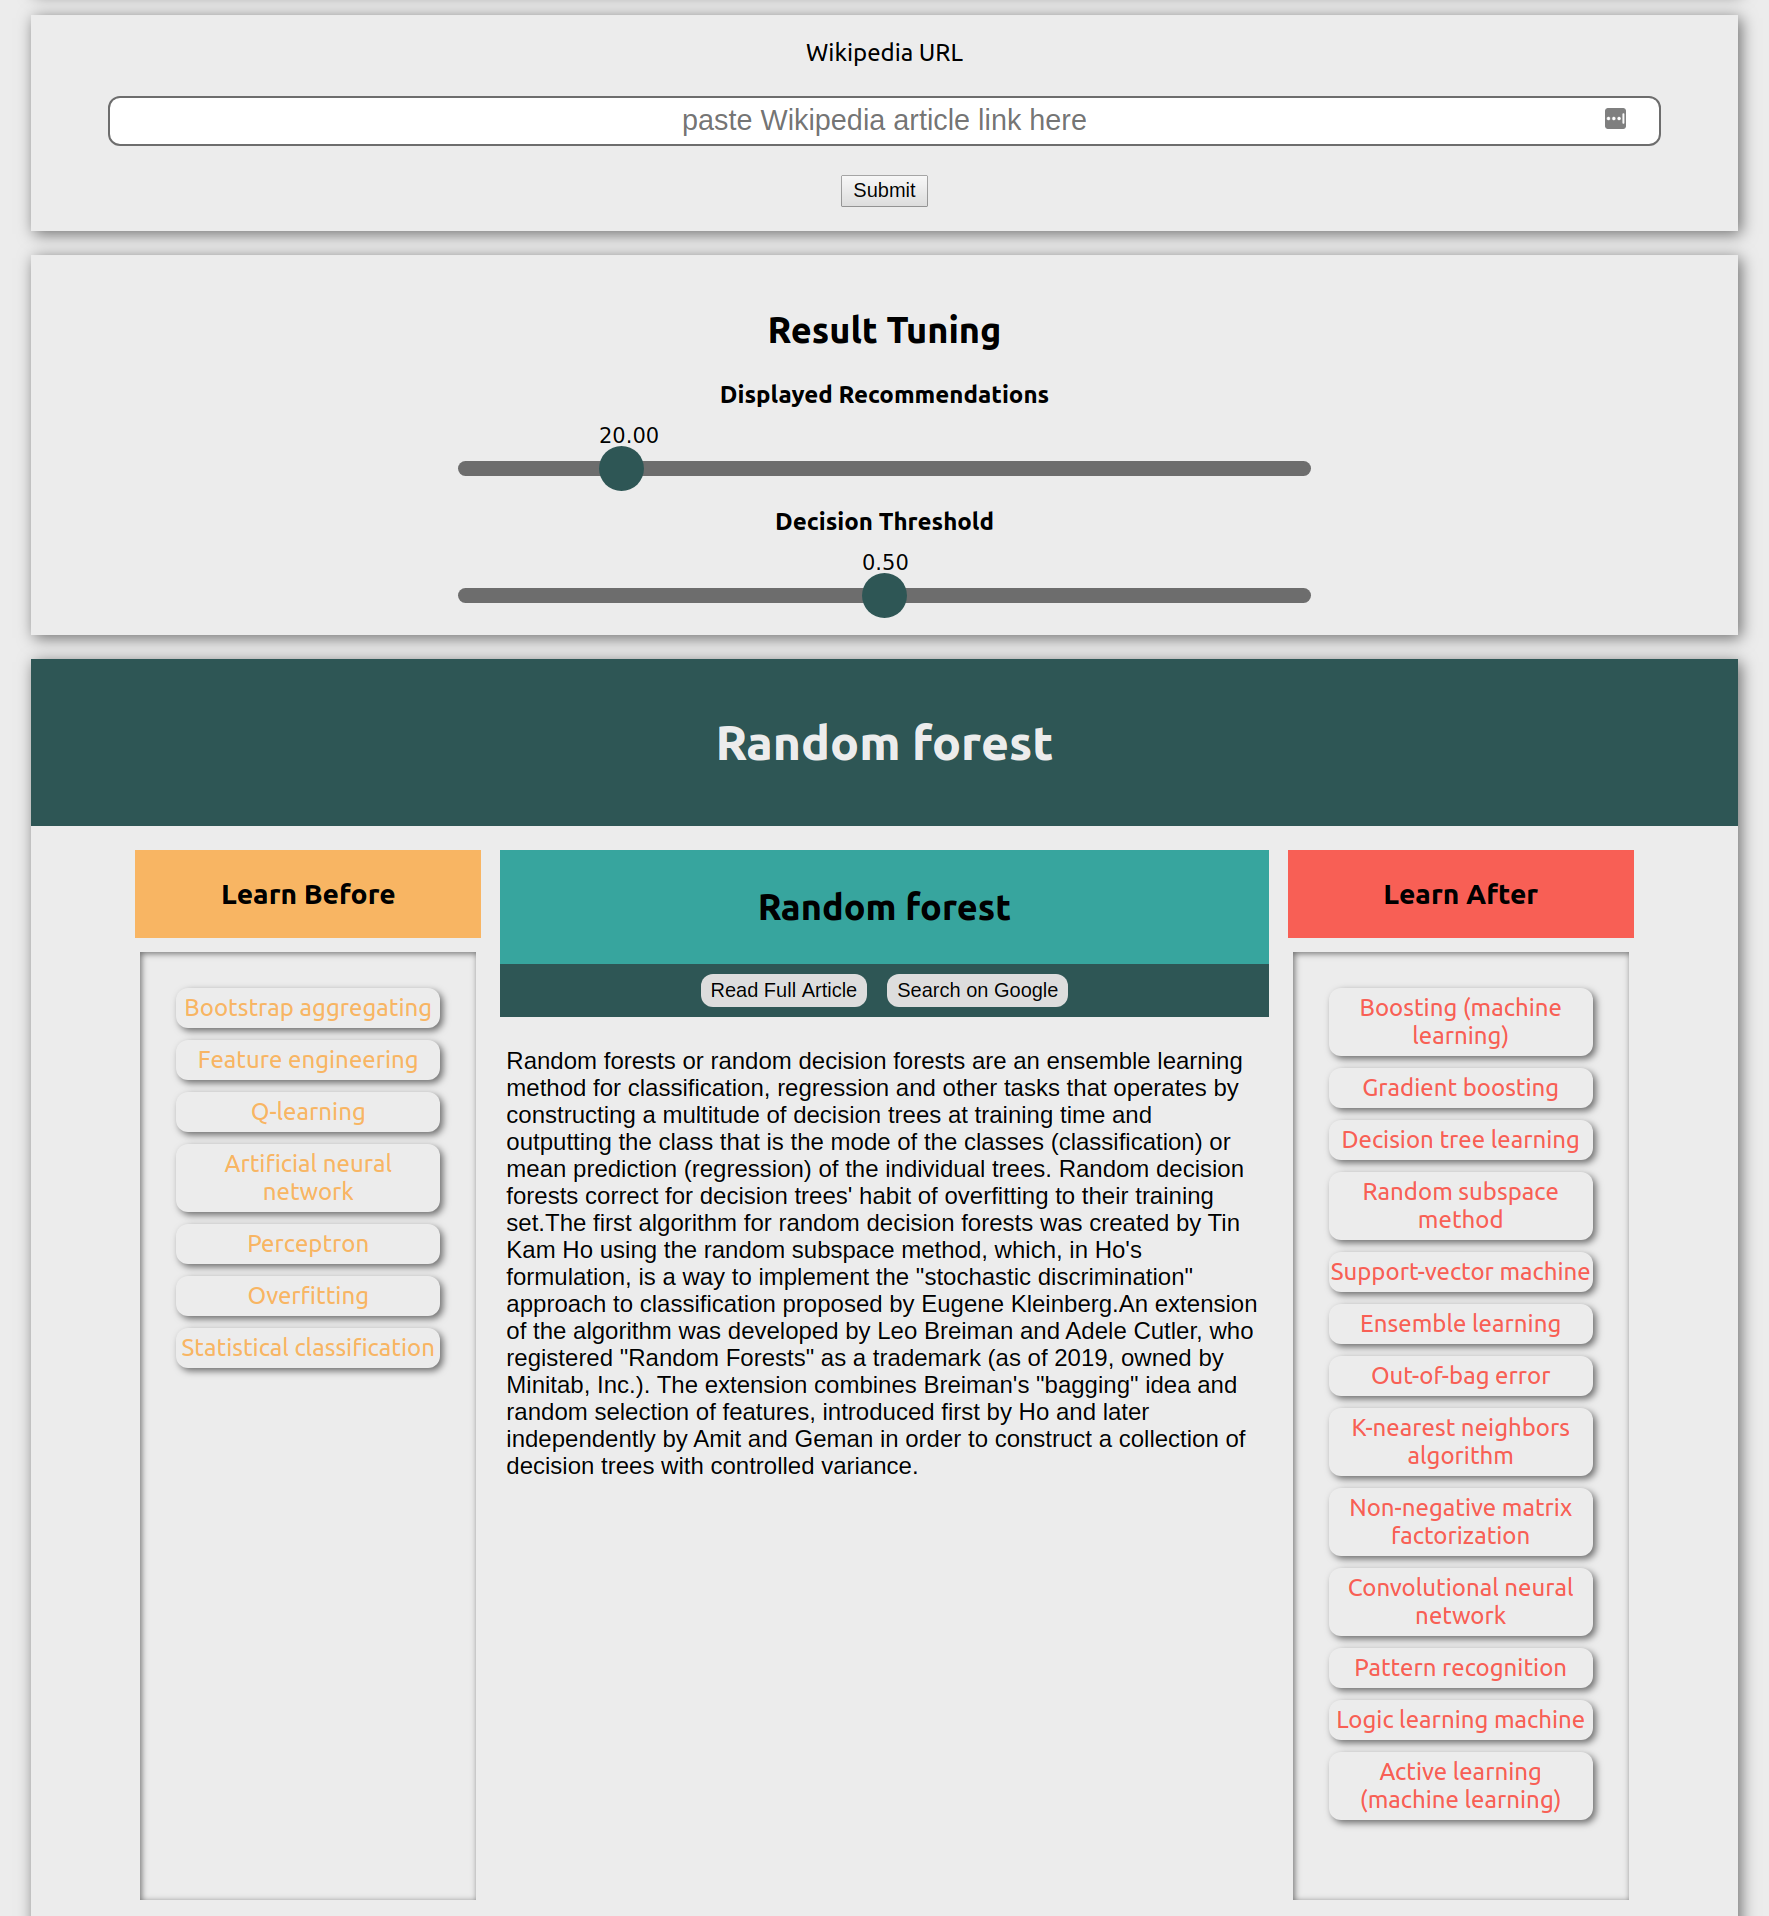 Wikipedia URL
paste Wikipedia article link here
Submit
Result Tuning
Displayed Recommendations
20.00
Decision Threshold
0.50
Random forest
Learn Before
Bootstrap aggregating
Feature engineering
Q-learning
Artificial neural
network
Perceptron
Overfitting
Statistical classification
Random forest
Read Full Article
Search on Google
Random forests or random decision forests are an ensemble learning
method for classification, regression and other tasks that operates by
constructing a multitude of decision trees at training time and
outputting the class that is the mode of the classes (classification) or
mean prediction (regression) of the individual trees. Random decision
forests correct for decision trees' habit of overfitting to their training
set.The first algorithm for random decision forests was created by Tin
Kam Ho using the random subspace method, which, in Ho's
formulation, is a way to implement the "stochastic discrimination"
approach to classification proposed by Eugene Kleinberg.An extension
of the algorithm was developed by Leo Breiman and Adele Cutler, who
registered "Random Forests" as a trademark (as of 2019, owned by
Minitab, Inc.). The extension combines Breiman's "bagging" idea and
random selection of features, introduced first by Ho and later
independently by Amit and Geman in order to construct a collection of
decision trees with controlled variance.
Learn After
Boosting (machine
learning)
Gradient boosting
Decision tree learning
Random subspace
method
Support-vector machine
Ensemble learning
Out-of-bag error
K-nearest neighbors
algorithm
Non-negative matrix
factorization
Convolutional neural
network
Pattern recognition
Logic learning machine
Active learning
(machine learning)